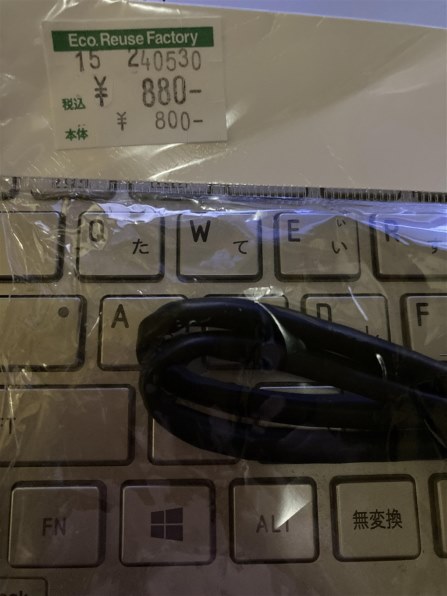 Eco.Reuse Factory
15 240530
税込 ¥ 880-
本体 ¥ 800-
Q た W て E ぃ い R
A D F
FN ALT 無変換